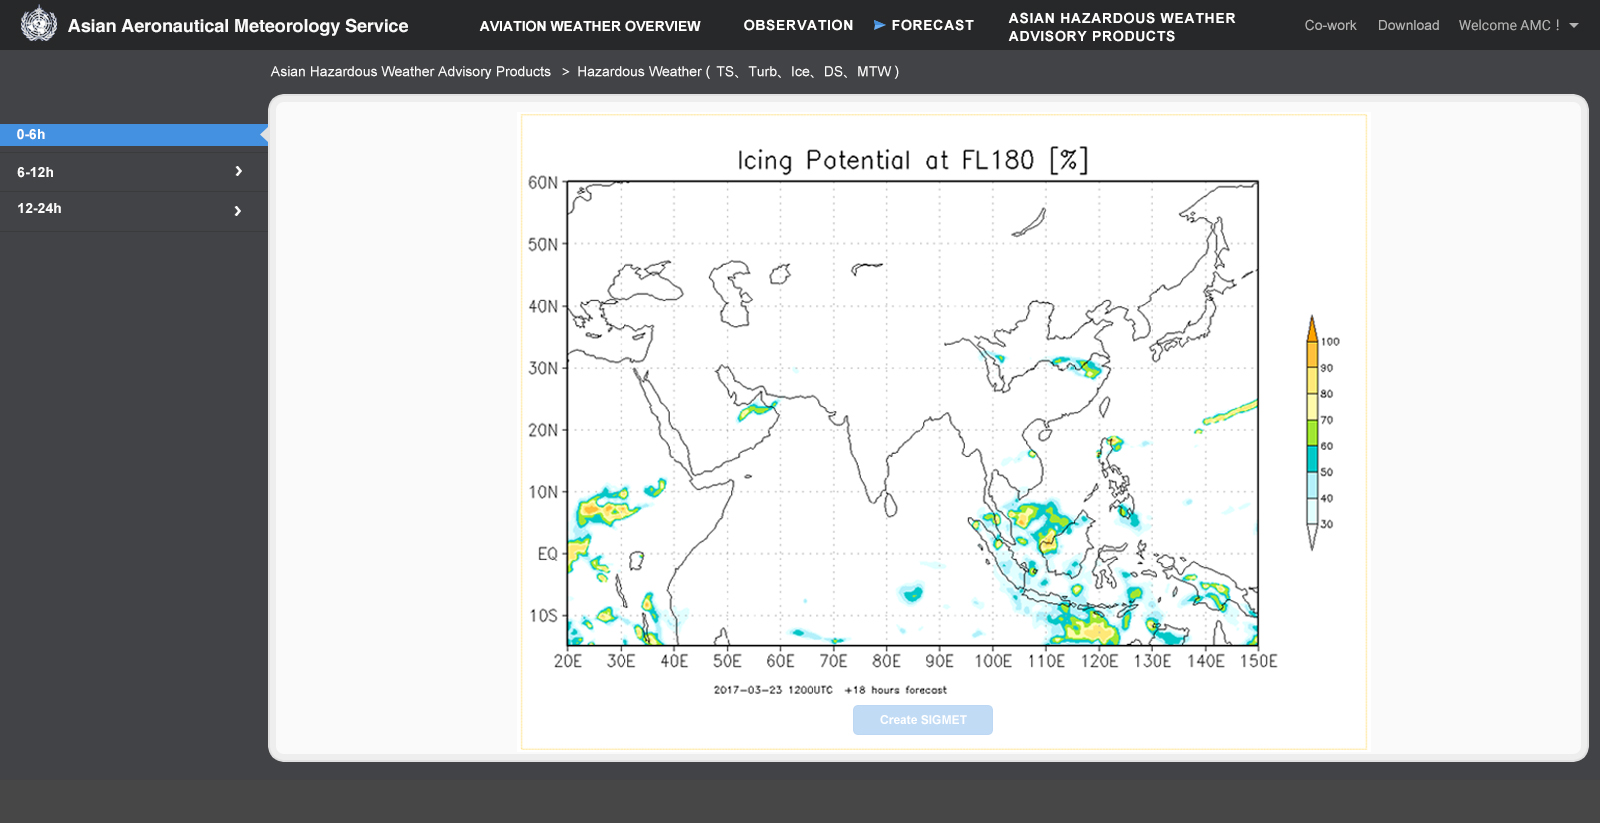 Asian Aeronautical Meteorology Service
AVIATION WEATHER OVERVIEW
OBSERVATION
FORECAST
ASIAN HAZARDOUS WEATHER
ADVISORY PRODUCTS
Co-work
Download
Welcome AMC !
Asian Hazardous Weather Advisory Products > Hazardous Weather ( TS、Turb、Ice、DS、MTW )
0-6h
6-12h
12-24h
Icing Potential at FL180 [%]
60N
50N
40N
30N
20N
10N
EQ
10S
20E 30E 40E 50E 60E 70E 80E 90E 100E 110E 120E 130E 140E 150E
100
90
80
70
60
50
40
30
2017-03-23 1200UTC +18 hours forecast
Create SIGMET